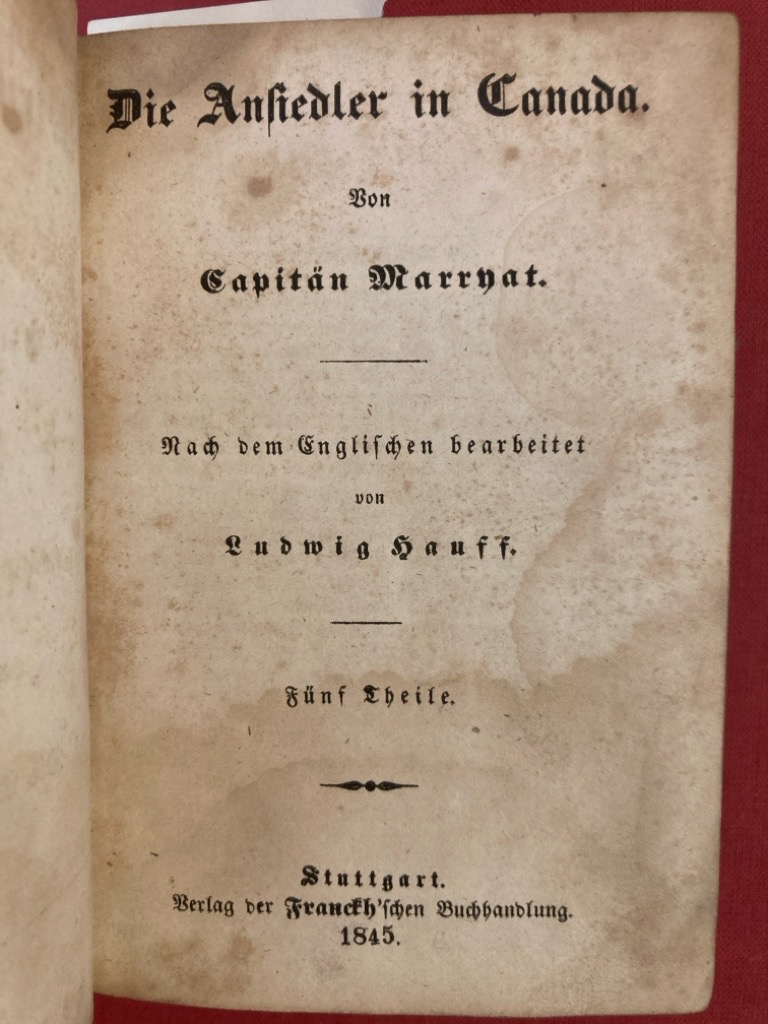 Die Anſiedler in Canada.
Von
Capitän Marryat.
Nach dem Engliſchen bearbeitet
von
Ludwig Hauff.
Fünf Theile.
Stuttgart.
Verlag der Franckh'ſchen Buchhandlung.
1845.